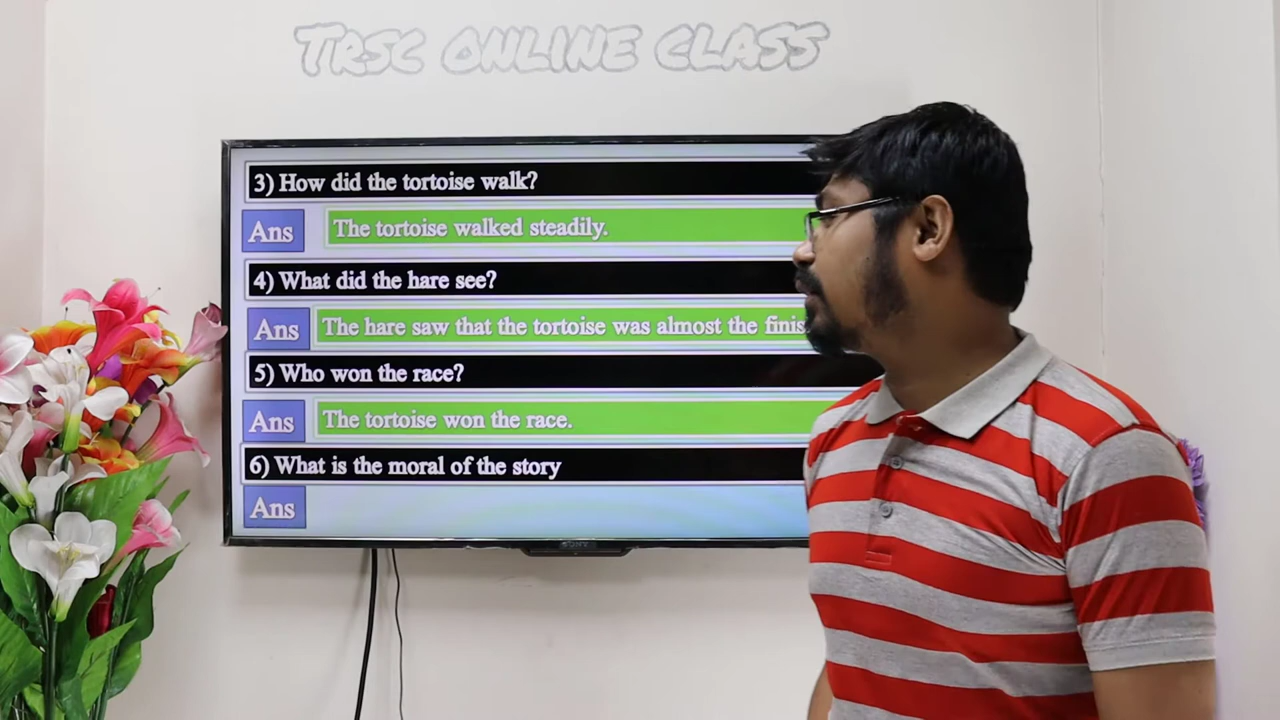 TRSC ONLINE CLASS
3) How did the tortoise walk?
Ans The tortoise walked steadily.
4) What did the hare see?
Ans The hare saw that the tortoise was almost the
5) Who won the race?
Ans The tortoise won the race.
6) What is the moral of the story
Ans
SONY